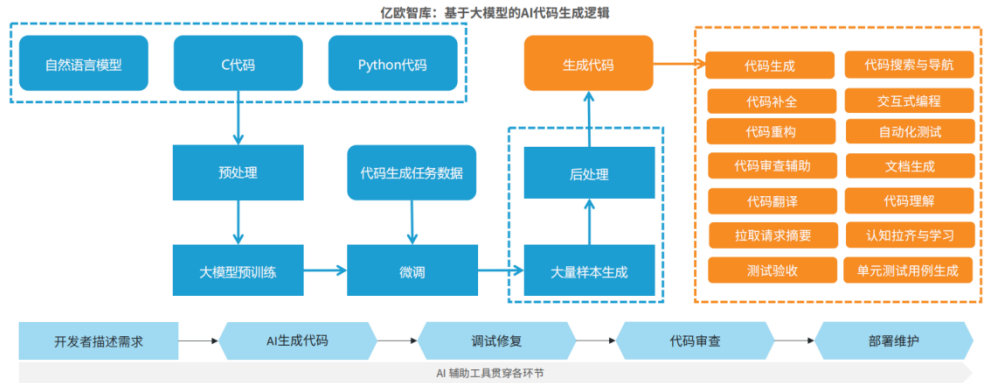 亿欧智库：基于大模型的AI代码生成逻辑
自然语言模型
C代码
Python代码
生成代码
预处理
代码生成任务数据
后处理
大模型预训练
微调
大量样本生成
代码生成
代码搜索与导航
代码补全
交互式编程
代码重构
自动化测试
代码审查辅助
文档生成
代码翻译
代码理解
拉取请求摘要
认知拉齐与学习
测试验收
单元测试用例生成
开发者描述需求
AI生成代码
调试修复
代码审查
部署维护
AI 辅助工具贯穿各环节